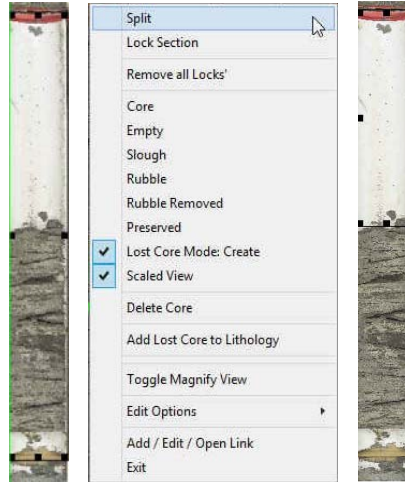 Split
Lock Section
Remove all Locks'
Core
Empty
Slough
Rubble
Rubble Removed
Preserved
Lost Core Mode: Create
Scaled View
Delete Core
Add Lost Core to Lithology
Toggle Magnify View
Edit Options
Add / Edit / Open Link
Exit